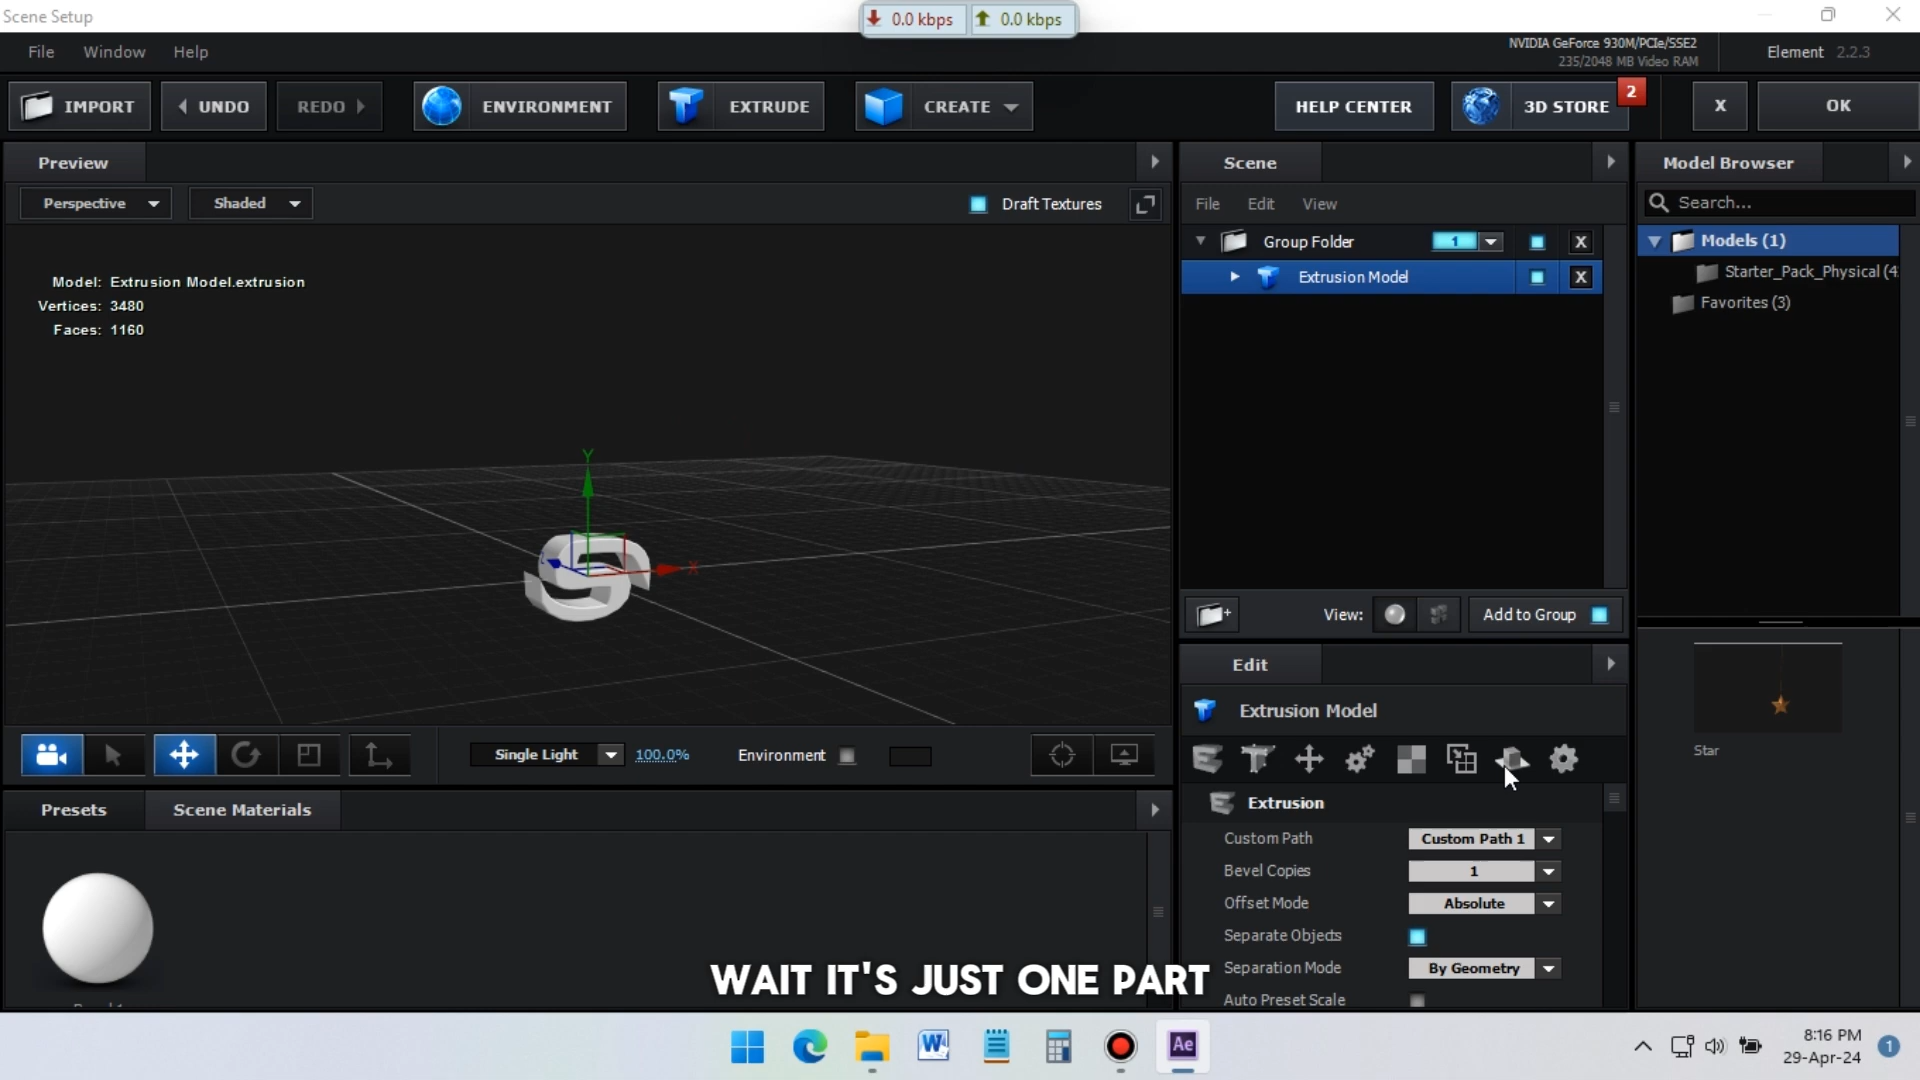 Scene Setup
0.0 kbps
0.0 kbps
File
Window
Help
NVIDIA GeForce 930M/PCIe/SSE2
235/2048 MB Video RAM
Element 2.2.3
IMPORT
UNDO
REDO
ENVIRONMENT
EXTRUDE
CREATE
HELP CENTER
3D STORE
2
X
OK
Preview
Scene
Model Browser
Perspective
Shaded
Draft Textures
File
Edit
View
Search...
Group Folder
1
X
Models (1)
Extrusion Model
X
Starter_Pack_Physical (4
Favorites (3)
Model: Extrusion Model.extrusion
Vertices: 3480
Faces: 1160
Y
X
View:
Add to Group
Edit
Extrusion Model
Star
Single Light
100.0%
Environment
Presets
Scene Materials
Extrusion
Custom Path
Custom Path 1
Bevel Copies
1
Offset Mode
Absolute
Separate Objects
Separation Mode
By Geometry
Auto Preset Scale
WAIT IT'S JUST ONE PART
W
Ae
8:16 PM
29-Apr-24
1